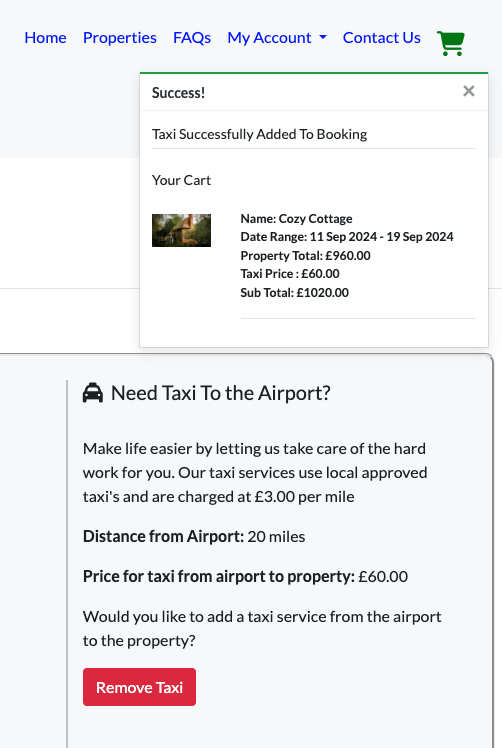 Home Properties FAQs My Account Contact Us
Success! ×
Taxi Successfully Added To Booking
Your Cart
Name: Cozy Cottage
Date Range: 11 Sep 2024 - 19 Sep 2024
Property Total: £960.00
Taxi Price : £60.00
Sub Total: £1020.00
Need Taxi To the Airport?
Make life easier by letting us take care of the hard
work for you. Our taxi services use local approved
taxi's and are charged at £3.00 per mile
Distance from Airport: 20 miles
Price for taxi from airport to property: £60.00
Would you like to add a taxi service from the airport
to the property?
Remove Taxi